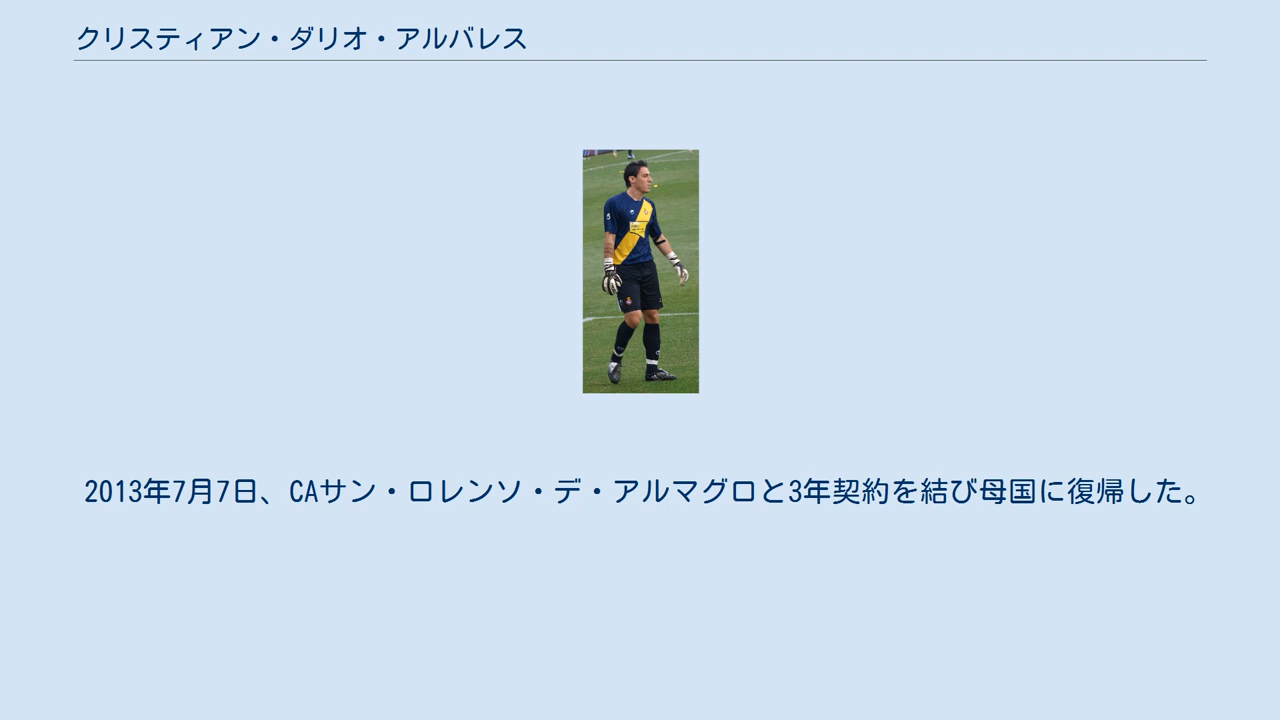 クリスティアン・ダリオ・アルバレス
2013年7月7日、CAサン・ロレンソ・デ・アルマグロと3年契約を結び母国に復帰した。